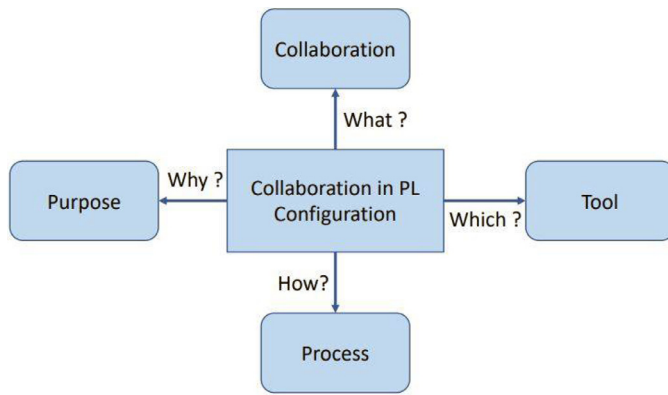 Collaboration
What ?
Why ?
Purpose
Collaboration in PL
Configuration
Which ?
Tool
How?
Process